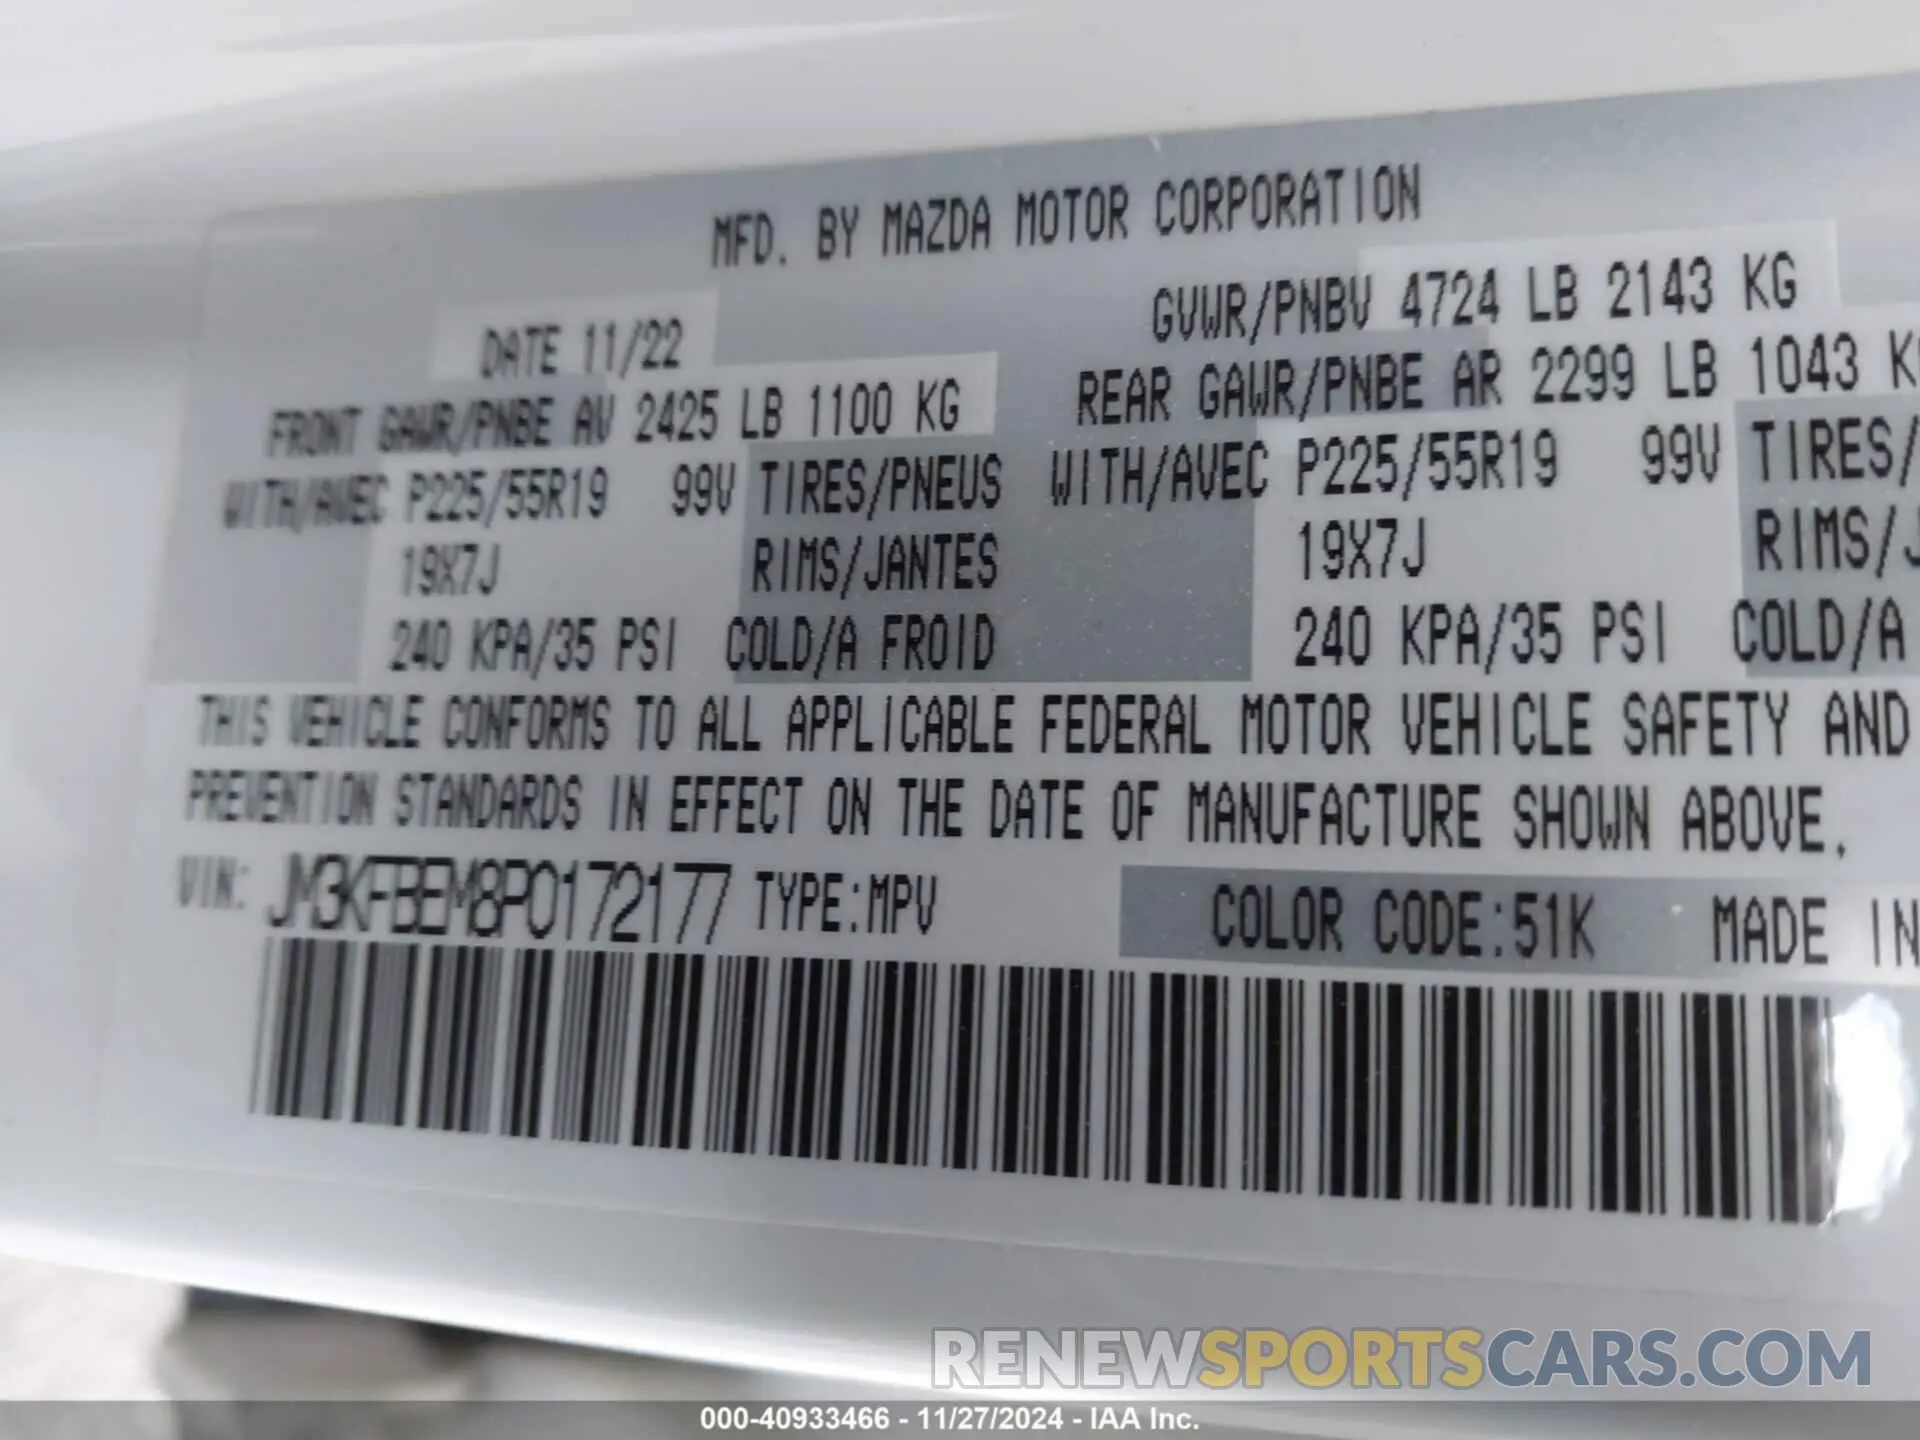 MFD. BY MAZDA MOTOR CORPORATION
DATE 11/22
GVWR/PNBV 4724 LB 2143 KG
FRONT GAWR/PNBE AV 2425 LB 1100 KG
REAR GAWR/PNBE AR 2299 LB 1043 K
WITH/AVEC P225/55R19 99V TIRES/PNEUS
WITH/AVEC P225/55R19 99V TIRES/
19X7J RIMS/JANTES
19X7J RIMS/J
240 KPA/35 PSI COLD/A FROID
240 KPA/35 PSI COLD/A
THIS VEHICLE CONFORMS TO ALL APPLICABLE FEDERAL MOTOR VEHICLE SAFETY AND
PREVENTION STANDARDS IN EFFECT ON THE DATE OF MANUFACTURE SHOWN ABOVE.
VIN: JM3KFBEM8P0172177 TYPE:MPV COLOR CODE:51K MADE IN
RENEWSPORTSCARS.COM
000-40933466 - 11/27/2024 - IAA Inc.